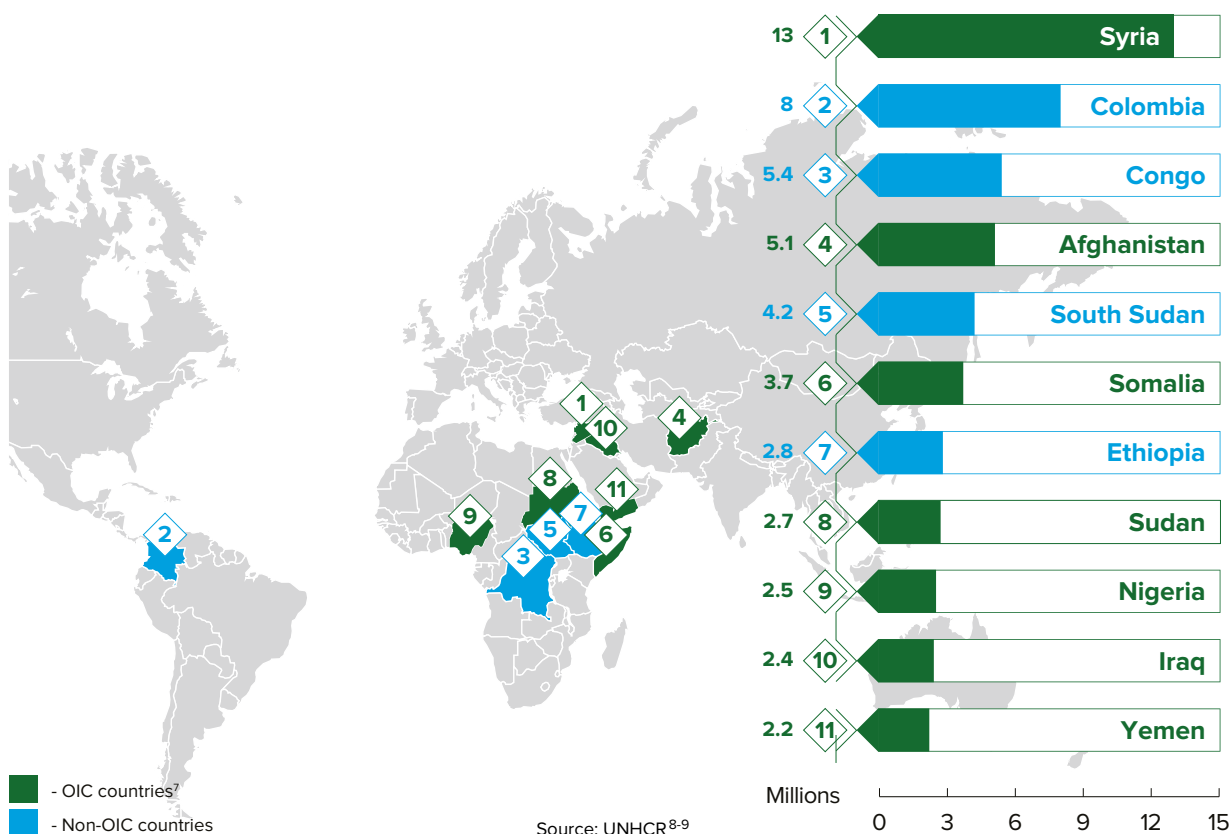 13 1 Syria
8 2 Colombia
5.4 3 Congo
5.1 4 Afghanistan
4.2 5 South Sudan
3.7 6 Somalia
2.8 7 Ethiopia
2.7 8 Sudan
2.5 9 Nigeria
2.4 10 Iraq
2.2 11 Yemen
1
10
4
8
11
9
7
5
6
2
3
- OIC countries⁷
- Non-OIC countries
Source: UNHCR⁸⁻⁹
Millions
0 3 6 9 12 15